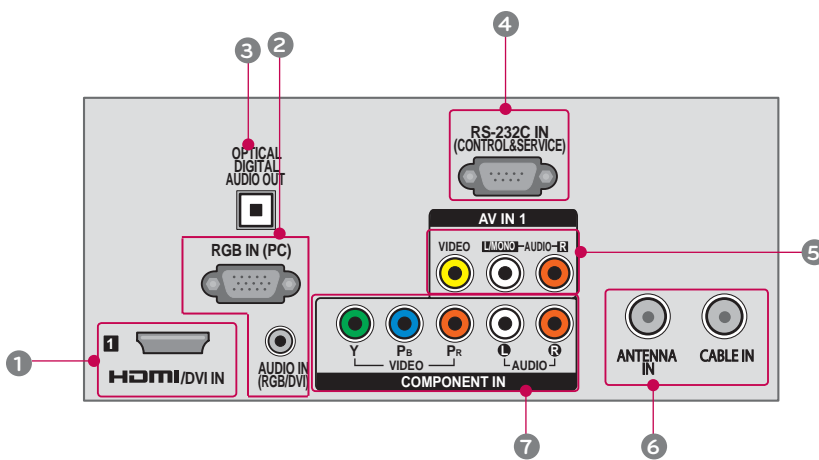 4
3
2
RS-232C IN
(CONTROL&SERVICE)
OPTICAL
DIGITAL
AUDIO OUT
AV IN 1
RGB IN (PC)
VIDEO L/MONO AUDIO R
5
1
HDMI/DVI IN
1
AUDIO IN
(RGB/DVI)
Y PB PR L R
VIDEO AUDIO
COMPONENT IN
ANTENNA
IN
CABLE IN
7
6